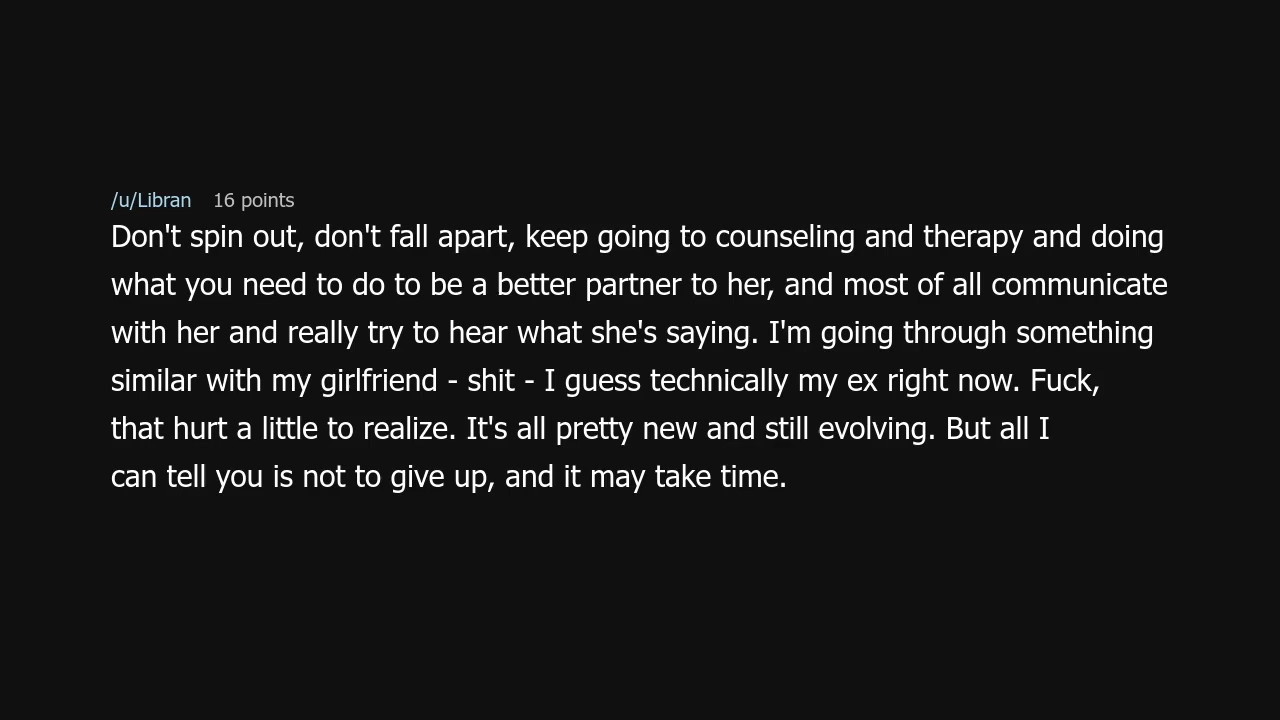 /u/Libran 16 points
Don't spin out, don't fall apart, keep going to counseling and therapy and doing
what you need to do to be a better partner to her, and most of all communicate
with her and really try to hear what she's saying. I'm going through something
similar with my girlfriend - shit - I guess technically my ex right now. Fuck,
that hurt a little to realize. It's all pretty new and still evolving. But all I
can tell you is not to give up, and it may take time.